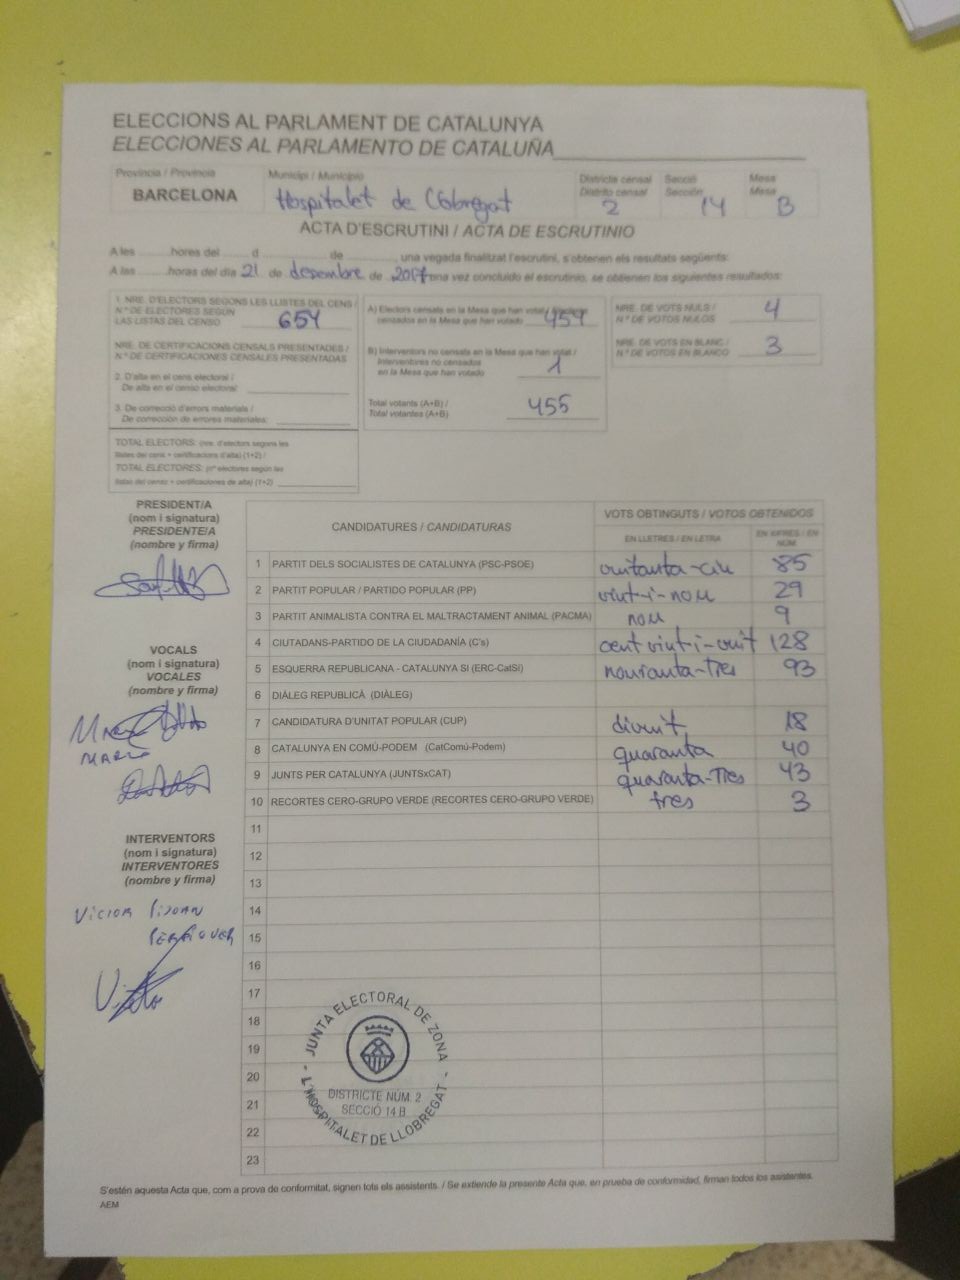 ELECCIONS AL PARLAMENT DE CATALUNYA
ELECCIONES AL PARLAMENTO DE CATALUÑA
Província / Provincia
BARCELONA
Municipi / Municipio
Hospitalet de Llobregat
Districte censal
Distrito censal
2
Secció
Sección
14
Mesa
Mesa
B
ACTA D'ESCRUTINI / ACTA DE ESCRUTINIO
A les hores del d de , una vegada finalitzat l'escrutini, s'obtenen els resultats següents:
A las horas del día 21 de desembre de 2017 una vez concluido el escrutinio, se obtienen los siguientes resultados:
1. NRE. D'ELECTORS SEGONS LES LLISTES DEL CENS /
N.º DE ELECTORES SEGÚN
LAS LISTAS DEL CENSO
654
NRE. DE CERTIFICACIONS CENSALS PRESENTADES /
N.º DE CERTIFICACIONES CENSALES PRESENTADAS
2. D'alta en el cens electoral /
De alta en el censo electoral:
3. De correcció d'errors materials /
De corrección de errores materiales:
TOTAL ELECTORS: (nre. d'electors segons les
llistes del cens + certificacions d'alta) (1+2) /
TOTAL ELECTORES: (nº electores según las
listas del censo + certificaciones de alta) (1+2)
A) Electors censats en la Mesa que han votat /
censados en la Mesa que han votado
454
B) Interventors no censats en la Mesa que han votat /
Interventores no censados
en la Mesa que han votado
1
Total votants (A+B) /
Total votantes (A+B)
455
NRE. DE VOTS NULS /
N.º DE VOTOS NULOS
4
NRE. DE VOTS EN BLANC /
N.º DE VOTOS EN BLANCO
3
PRESIDENT/A
(nom i signatura)
PRESIDENTE/A
(nombre y firma)
VOCALS
(nom i signatura)
VOCALES
(nombre y firma)
MARIA
INTERVENTORS
(nom i signatura)
INTERVENTORES
(nombre y firma)
VICTOR
CANDIDATURES / CANDIDATURAS
VOTS OBTINGUTS / VOTOS OBTENIDOS
EN LLETRES / EN LETRA
EN XIFRES / EN NÚM.
1 PARTIT DELS SOCIALISTES DE CATALUNYA (PSC-PSOE) vuitanta-cinc 85
2 PARTIT POPULAR / PARTIDO POPULAR (PP) vint-i-nou 29
3 PARTIT ANIMALISTA CONTRA EL MALTRACTAMENT ANIMAL (PACMA) nou 9
4 CIUTADANS-PARTIDO DE LA CIUDADANÍA (C's) cent vint-i-vuit 128
5 ESQUERRA REPUBLICANA - CATALUNYA SÍ (ERC-CatSí) nouranta-tres 93
6 DIÀLEG REPUBLICÀ (DIÀLEG)
7 CANDIDATURA D'UNITAT POPULAR (CUP) divuit 18
8 CATALUNYA EN COMÚ-PODEM (CatComú-Podem) quaranta 40
9 JUNTS PER CATALUNYA (JUNTSxCAT) quaranta-tres 43
10 RECORTES CERO-GRUPO VERDE (RECORTES CERO-GRUPO VERDE) tres 3
11
12
13
14
15
16
17
18
19
20
21
22
23
JUNTA ELECTORAL DE ZONA
DISTRICTE NÚM. 2
SECCIÓ 14 B
- L'HOSPITALET DE LLOBREGAT -
S'estén aquesta Acta que, com a prova de conformitat, signen tots els assistents. / Se extiende la presente Acta que, en prueba de conformidad, firman todos los asistentes.
AEM